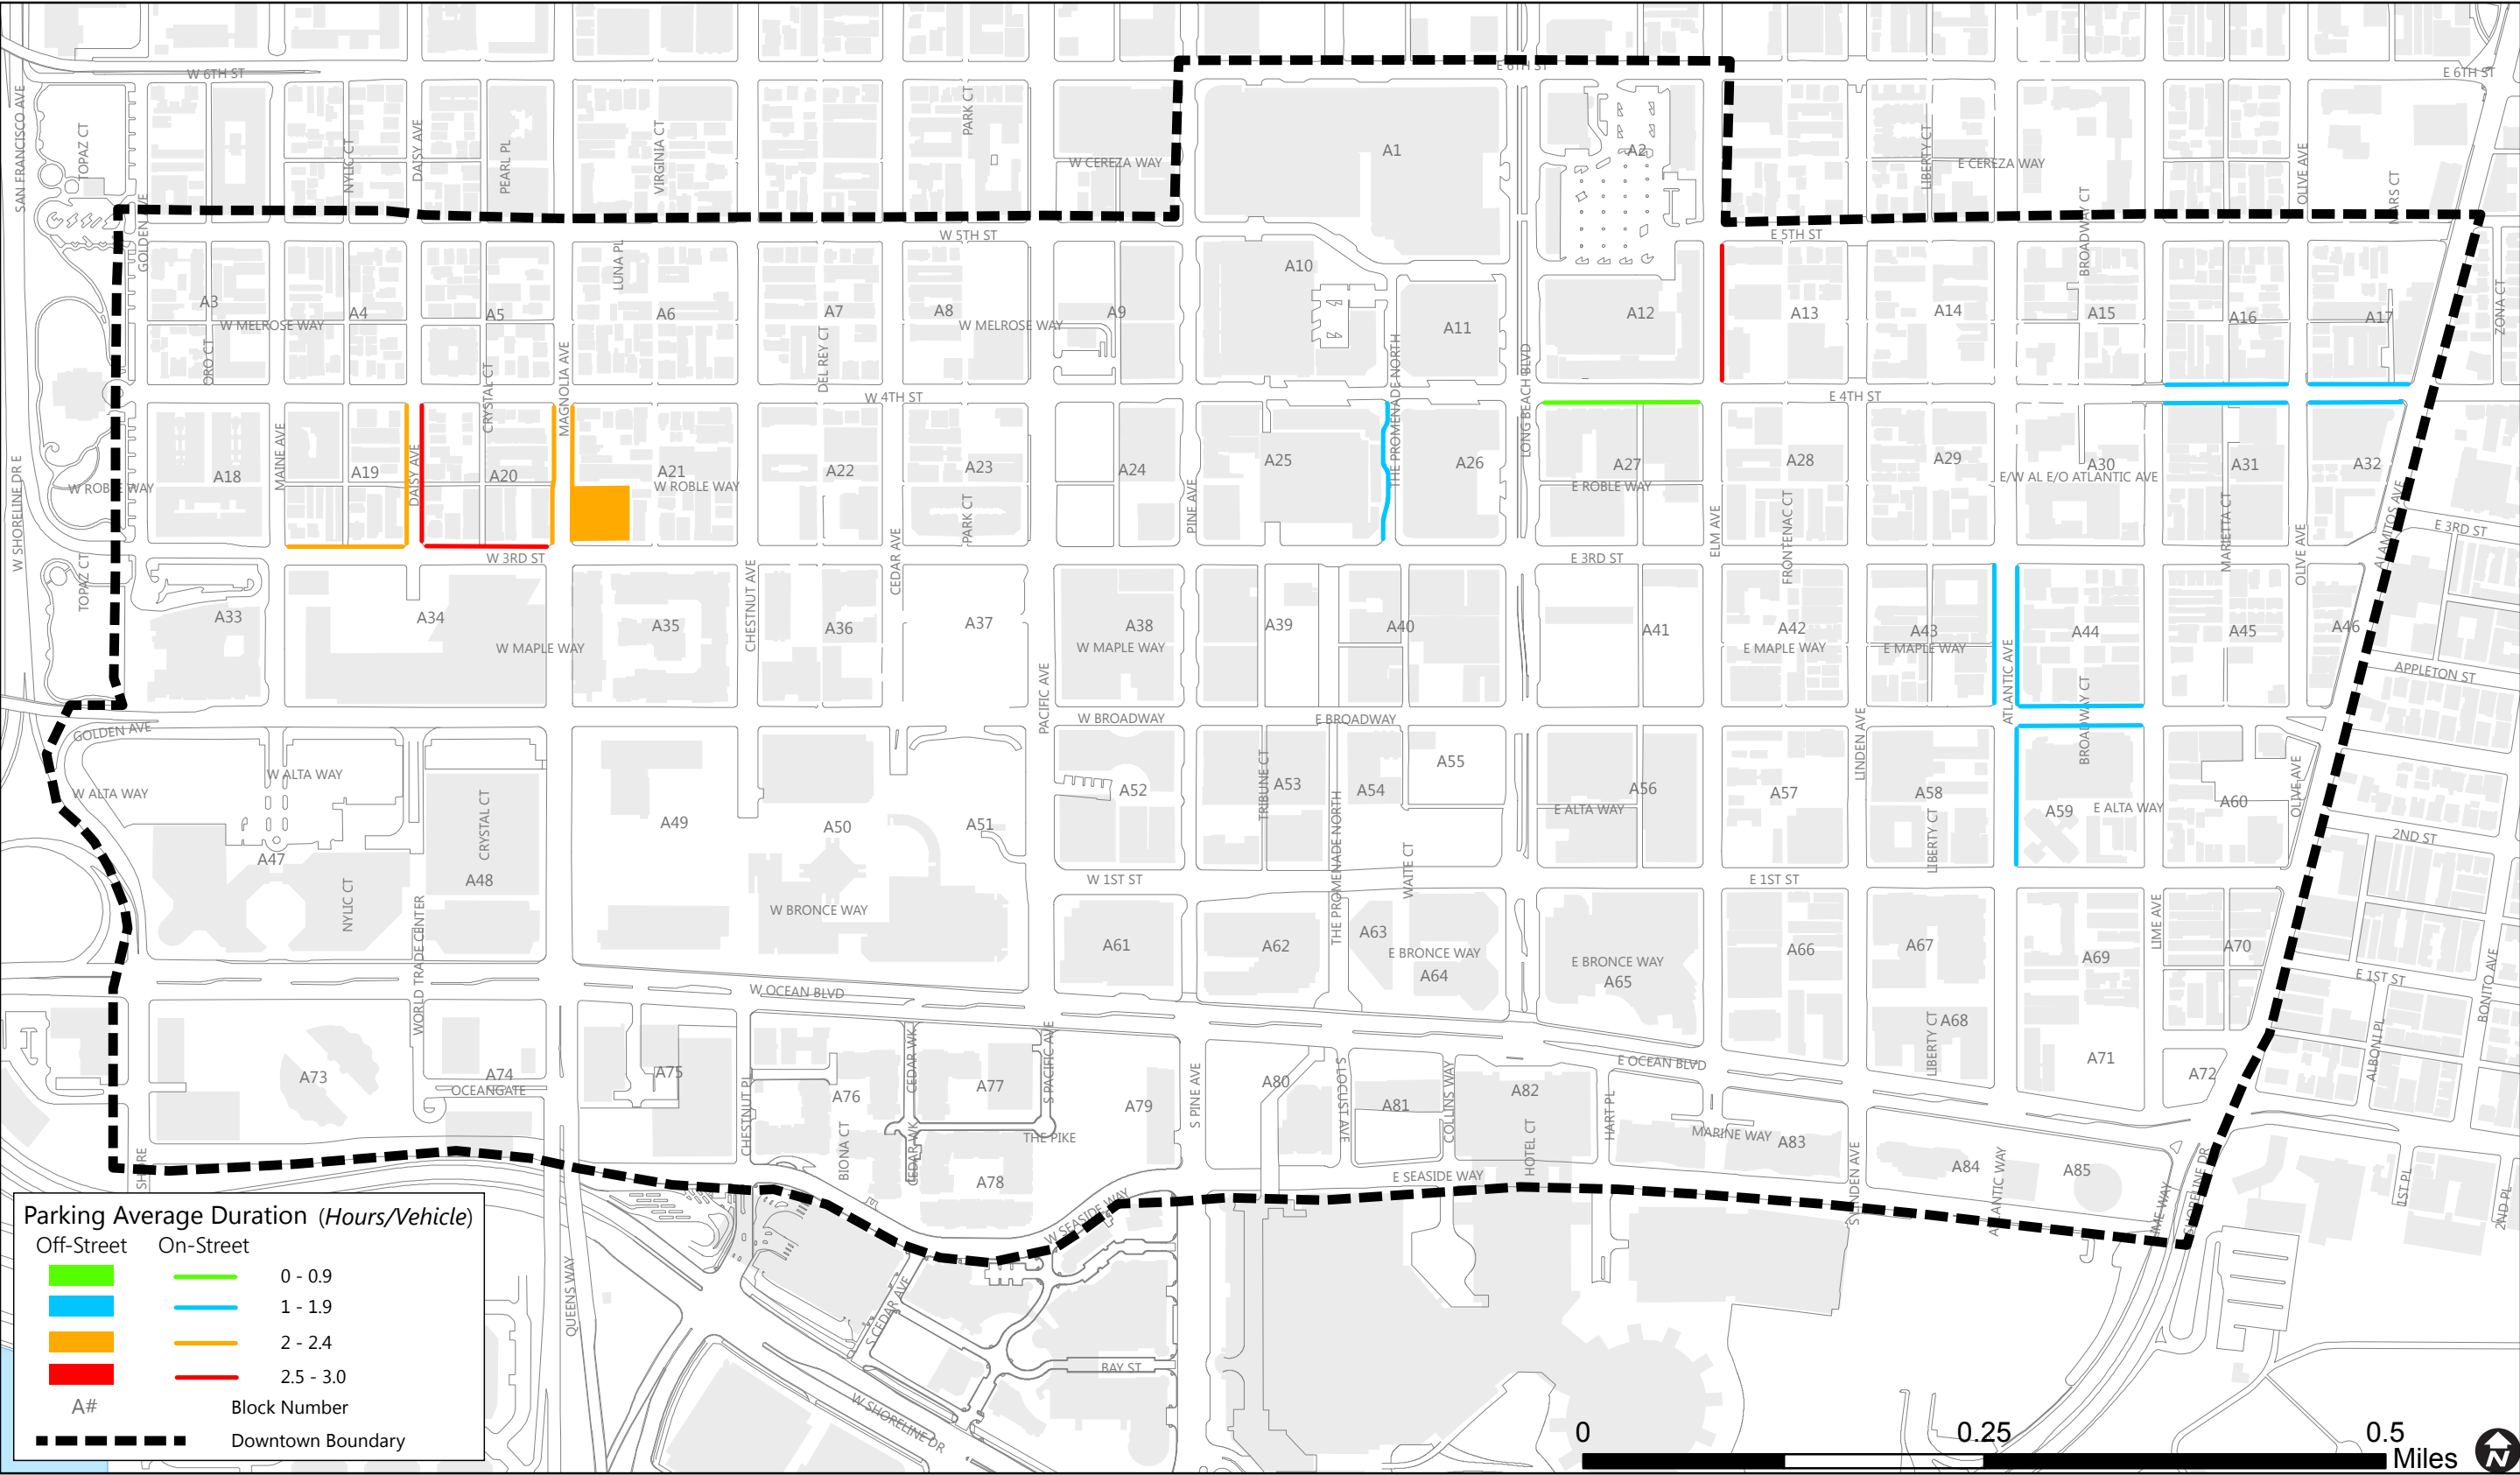 W 6TH ST
E 6TH ST
E 6TH ST
SAN FRANCISCO AVE
TOPAZ CT
NYLIC CT
DAISY AVE
PEARL PL
VIRGINIA CT
PARK CT
W CEREZA WAY
A1
A2
LIBERTY CT
E CEREZA WAY
BROADWAY CT
OLIVE AVE
MARS CT
GOLDEN AVE
W 5TH ST
E 5TH ST
LUNA PL
A3
A4
A5
A6
A7
A8
A9
A10
A11
A12
A13
A14
A15
A16
A17
W MELROSE WAY
W MELROSE WAY
ORO CT
CRYSTAL CT
MAGNOLIA AVE
DEL REY CT
THE PROMENADE NORTH
LONG BEACH BLVD
ZONA CT
W 4TH ST
E 4TH ST
W SHORELINE DR E
W ROBLE WAY
A18
MAINE AVE
A19
DAISY AVE
A20
A21
W ROBLE WAY
A22
A23
A24
PINE AVE
A25
A26
A27
E ROBLE WAY
A28
A29
A30
E/W AL E/O ATLANTIC AVE
A31
A32
CEDAR AVE
PARK CT
ELM AVE
FRONTENAC CT
MARIETTA CT
OLIVE AVE
ALAMITOS AVE
E 3RD ST
W 3RD ST
E 3RD ST
TOPAZ CT
A33
A34
A35
A36
A37
A38
A39
A40
A41
A42
A43
A44
A45
A46
W MAPLE WAY
W MAPLE WAY
E MAPLE WAY
E MAPLE WAY
CHESTNUT AVE
PACIFIC AVE
LINDEN AVE
ATLANTIC AVE
BROADWAY CT
APPLETON ST
GOLDEN AVE
W BROADWAY
E BROADWAY
W ALTA WAY
W ALTA WAY
CRYSTAL CT
A47
A48
A49
A50
A51
A52
A53
A54
A55
A56
A57
A58
A59
A60
TRIBUNE CT
THE PROMENADE NORTH
WAITE CT
E ALTA WAY
E ALTA WAY
LIBERTY CT
OLIVE AVE
2ND ST
W 1ST ST
E 1ST ST
NYLIC CT
WORLD TRADE CENTER
W BRONCE WAY
A61
A62
A63
E BRONCE WAY
A64
E BRONCE WAY
A65
A66
A67
A68
A69
A70
LIME AVE
E 1ST ST
BONITO AVE
W OCEAN BLVD
E OCEAN BLVD
LIBERTY CT
A71
A72
ALBONI PL
A73
A74
OCEANGATE
A75
CHESTNUT PL
A76
CEDAR WK
A77
S PACIFIC AVE
A78
CEDAR WK
BIONA CT
THE PIKE
A79
S PINE AVE
A80
S LOCUST AVE
A81
COLLINS WAY
A82
HOTEL CT
HART PL
MARINE WAY
A83
S LINDEN AVE
A84
ATLANTIC WAY
A85
LIME WAY
SHORELINE DR
1ST PL
2ND PL
E SEASIDE WAY
W SEASIDE WAY
SHORE
QUEENS WAY
S CEDAR AVE
BAY ST
W SHORELINE DR
Parking Average Duration (Hours/Vehicle)
Off-Street On-Street
0 - 0.9
1 - 1.9
2 - 2.4
2.5 - 3.0
A# Block Number
Downtown Boundary
0 0.25 0.5
Miles
N